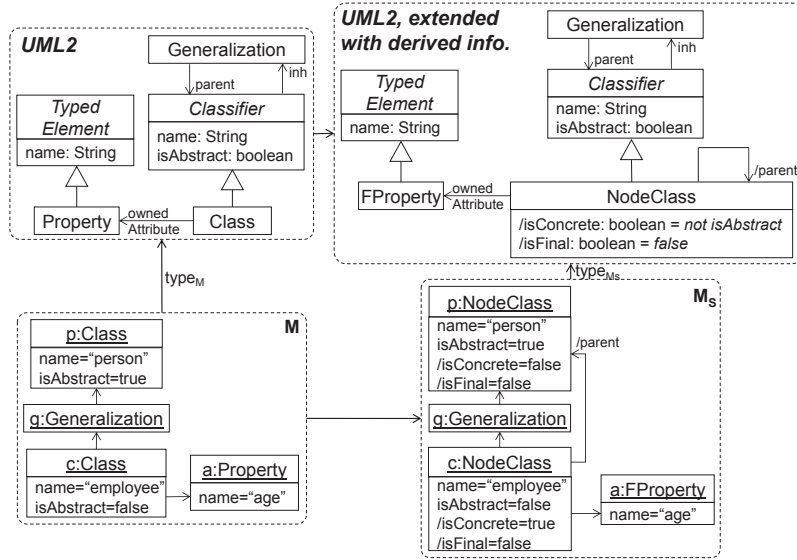 UML2
Generalization
parent
inh
Typed
Element
name: String
Classifier
name: String
isAbstract: boolean
Property
owned
Attribute
Class
UML2, extended
with derived info.
Generalization
parent
inh
Typed
Element
name: String
Classifier
name: String
isAbstract: boolean
/parent
FProperty
owned
Attribute
NodeClass
/isConcrete: boolean = not isAbstract
/isFinal: boolean = false
typeM
typeMs
M
p:Class
name=“person”
isAbstract=true
g:Generalization
c:Class
name=“employee”
isAbstract=false
a:Property
name=“age”
MS
p:NodeClass
name=“person”
isAbstract=true
/isConcrete=false
/isFinal=false
/parent
g:Generalization
c:NodeClass
name=“employee”
isAbstract=false
/isConcrete=true
/isFinal=false
a:FProperty
name=“age”